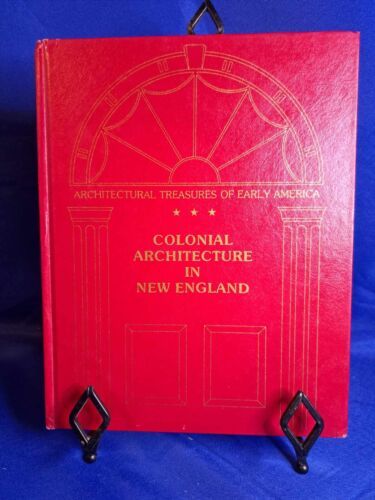 ARCHITECTURAL TREASURES OF EARLY AMERICA
★ ★ ★
COLONIAL
ARCHITECTURE
IN
NEW ENGLAND